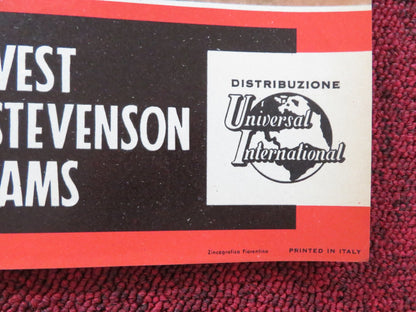 VEST
STEVENSON
AMS
DISTRIBUZIONE
Universal
International
Zincografica Fiorentina
PRINTED IN ITALY